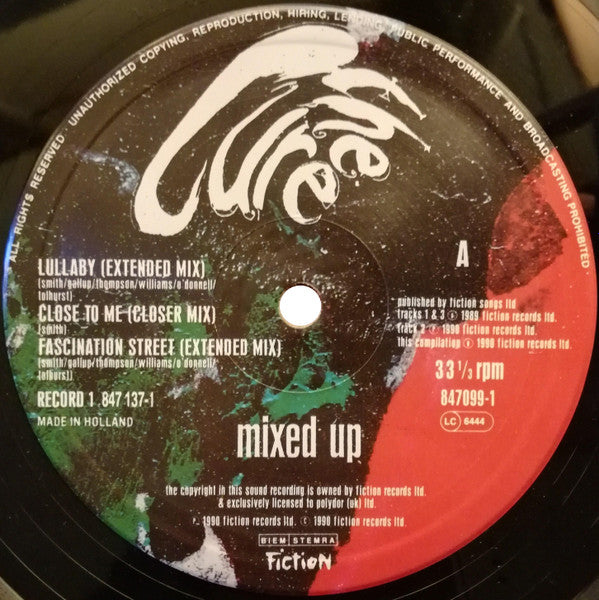 ALL RIGHTS RESERVED · UNAUTHORIZED COPYING, REPRODUCTION, HIRING, LENDING, PUBLIC PERFORMANCE AND BROADCASTING PROHIBITED
the Cure
LULLABY (EXTENDED MIX)
(smith/gallup/thompson/williams/o'donnell/
tolhurst)
CLOSE TO ME (CLOSER MIX)
(smith)
FASCINATION STREET (EXTENDED MIX)
(smith/gallup/thompson/williams/o'donnell/
tolhurst)
RECORD 1 847 137-1
MADE IN HOLLAND
A
published by fiction songs ltd
tracks 1 & 3 ℗ 1989 fiction records ltd.
track 2 ℗ 1990 fiction records ltd.
this compilation ℗ 1990 fiction records ltd.
33 1/3 rpm
847099-1
LC 6444
mixed up
the copyright in this sound recording is owned by fiction records ltd.
& exclusively licensed to polydor (uk) ltd.
℗ 1990 fiction records ltd. © 1990 fiction records ltd.
BIEM STEMRA
FictioN